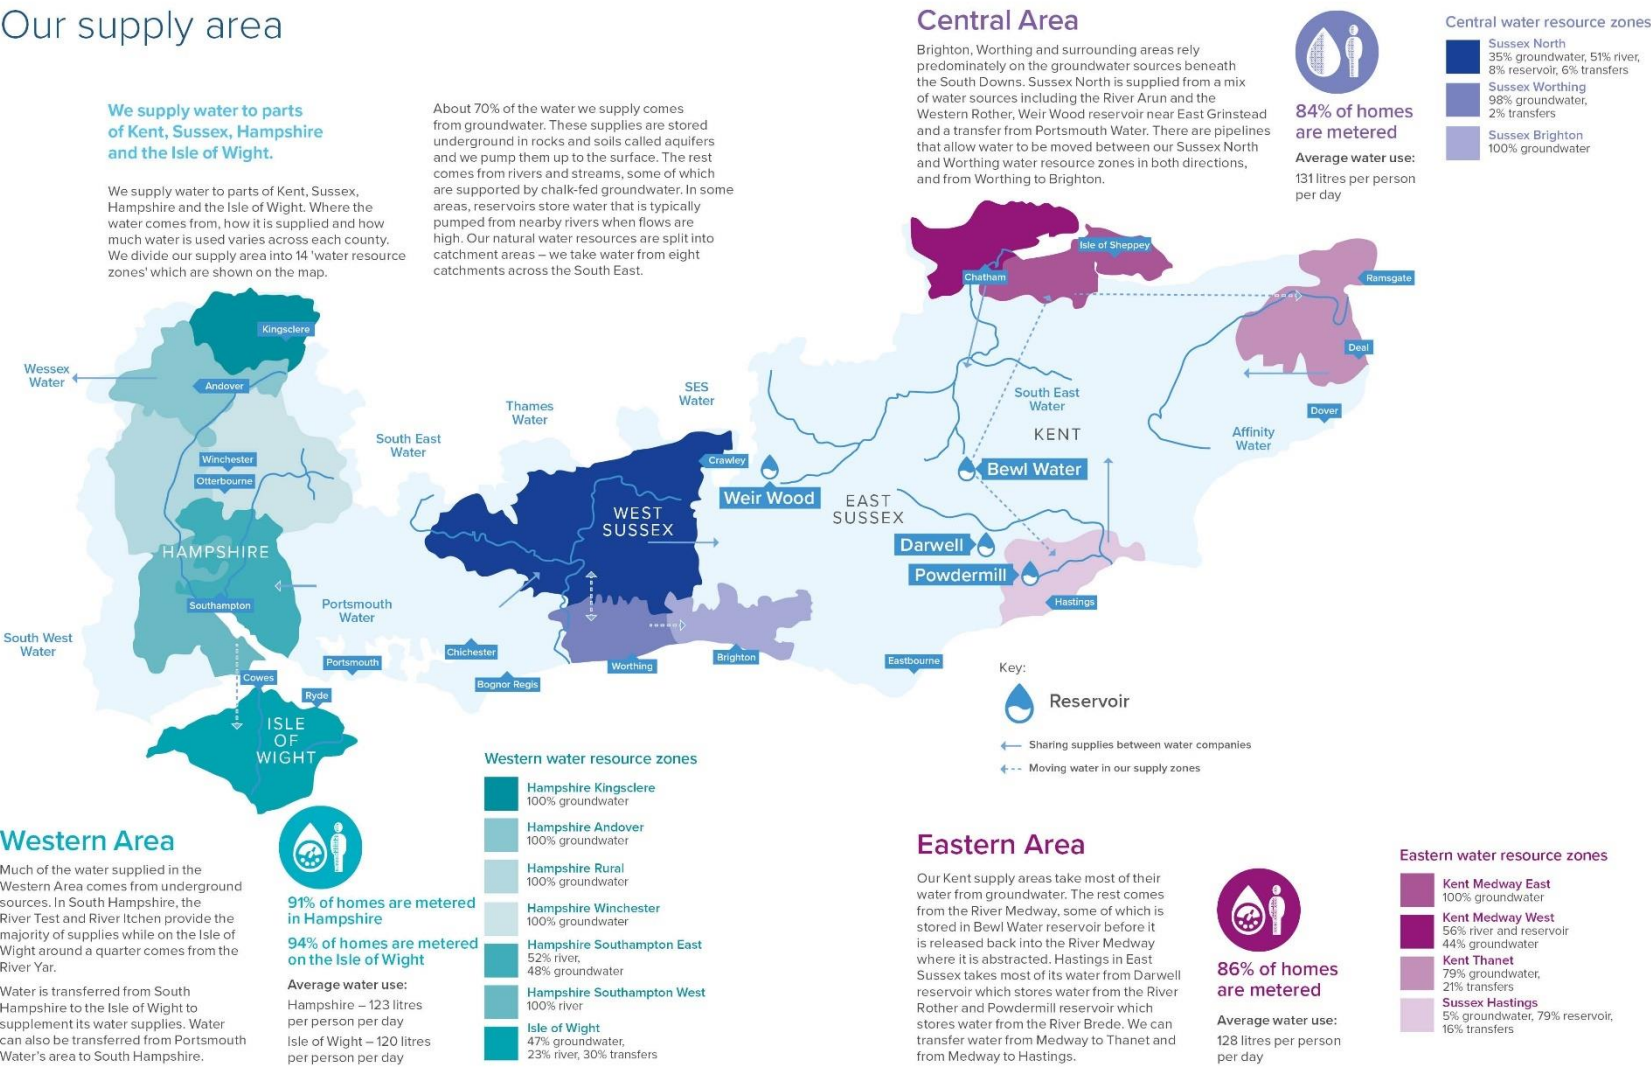 Our supply area
We supply water to parts
of Kent, Sussex, Hampshire
and the Isle of Wight.
We supply water to parts of Kent, Sussex,
Hampshire and the Isle of Wight. Where the
water comes from, how it is supplied and how
much water is used varies across each county.
We divide our supply area into 14 'water resource
zones' which are shown on the map.
About 70% of the water we supply comes
from groundwater. These supplies are stored
underground in rocks and soils called aquifers
and we pump them up to the surface. The rest
comes from rivers and streams, some of which
are supported by chalk-fed groundwater. In some
areas, reservoirs store water that is typically
pumped from nearby rivers when flows are
high. Our natural water resources are split into
catchment areas – we take water from eight
catchments across the South East.
Central Area
Brighton, Worthing and surrounding areas rely
predominately on the groundwater sources beneath
the South Downs. Sussex North is supplied from a mix
of water sources including the River Arun and the
Western Rother, Weir Wood reservoir near East Grinstead
and a transfer from Portsmouth Water. There are pipelines
that allow water to be moved between our Sussex North
and Worthing water resource zones in both directions,
and from Worthing to Brighton.
84% of homes
are metered
Average water use:
131 litres per person
per day
Central water resource zones
Sussex North
35% groundwater, 51% river,
8% reservoir, 6% transfers
Sussex Worthing
98% groundwater,
2% transfers
Sussex Brighton
100% groundwater
Isle of Sheppey
Chatham
Ramsgate
Kingsclere
Deal
Wessex
Water
Andover
SES
Water
South East
Water
Thames
Water
Dover
KENT
Affinity
Water
South East
Water
Winchester
Crawley
Bewl Water
Otterbourne
Weir Wood
EAST
SUSSEX
WEST
SUSSEX
Darwell
HAMPSHIRE
Powdermill
Southampton
Portsmouth
Water
Hastings
South West
Water
Chichester
Brighton
Portsmouth
Worthing
Eastbourne
Cowes
Bognor Regis
Ryde
ISLE
OF
WIGHT
Key:
Reservoir
Sharing supplies between water companies
Moving water in our supply zones
Western Area
Much of the water supplied in the
Western Area comes from underground
sources. In South Hampshire, the
River Test and River Itchen provide the
majority of supplies while on the Isle of
Wight around a quarter comes from the
River Yar.
Water is transferred from South
Hampshire to the Isle of Wight to
supplement its water supplies. Water
can also be transferred from Portsmouth
Water's area to South Hampshire.
91% of homes are metered
in Hampshire
94% of homes are metered
on the Isle of Wight
Average water use:
Hampshire – 123 litres
per person per day
Isle of Wight – 120 litres
per person per day
Western water resource zones
Hampshire Kingsclere
100% groundwater
Hampshire Andover
100% groundwater
Hampshire Rural
100% groundwater
Hampshire Winchester
100% groundwater
Hampshire Southampton East
52% river,
48% groundwater
Hampshire Southampton West
100% river
Isle of Wight
47% groundwater,
23% river, 30% transfers
Eastern Area
Our Kent supply areas take most of their
water from groundwater. The rest comes
from the River Medway, some of which is
stored in Bewl Water reservoir before it
is released back into the River Medway
where it is abstracted. Hastings in East
Sussex takes most of its water from Darwell
reservoir which stores water from the River
Rother and Powdermill reservoir which
stores water from the River Brede. We can
transfer water from Medway to Thanet and
from Medway to Hastings.
86% of homes
are metered
Average water use:
128 litres per person
per day
Eastern water resource zones
Kent Medway East
100% groundwater
Kent Medway West
56% river and reservoir
44% groundwater
Kent Thanet
79% groundwater,
21% transfers
Sussex Hastings
5% groundwater, 79% reservoir,
16% transfers